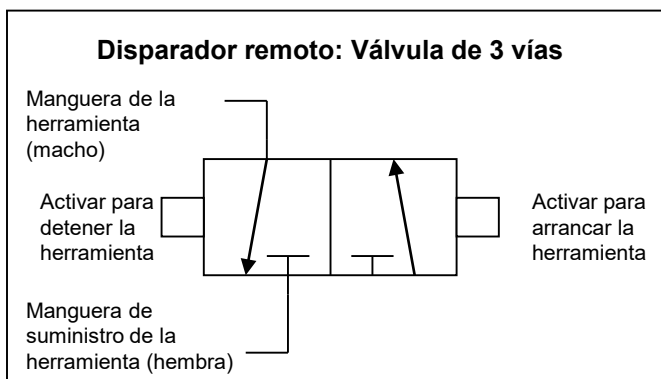 Disparador remoto: Válvula de 3 vías
Manguera de la
herramienta
(macho)
Activar para
detener la
herramienta
Activar para
arrancar la
herramienta
Manguera de
suministro de la
herramienta (hembra)